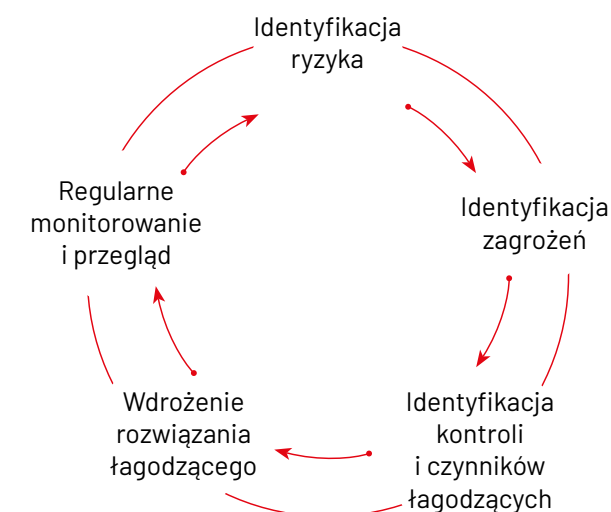 Identyfikacja
ryzyka
Identyfikacja
zagrożeń
Identyfikacja
kontroli
i czynników
łagodzących
Wdrożenie
rozwiązania
łagodzącego
Regularne
monitorowanie
i przegląd